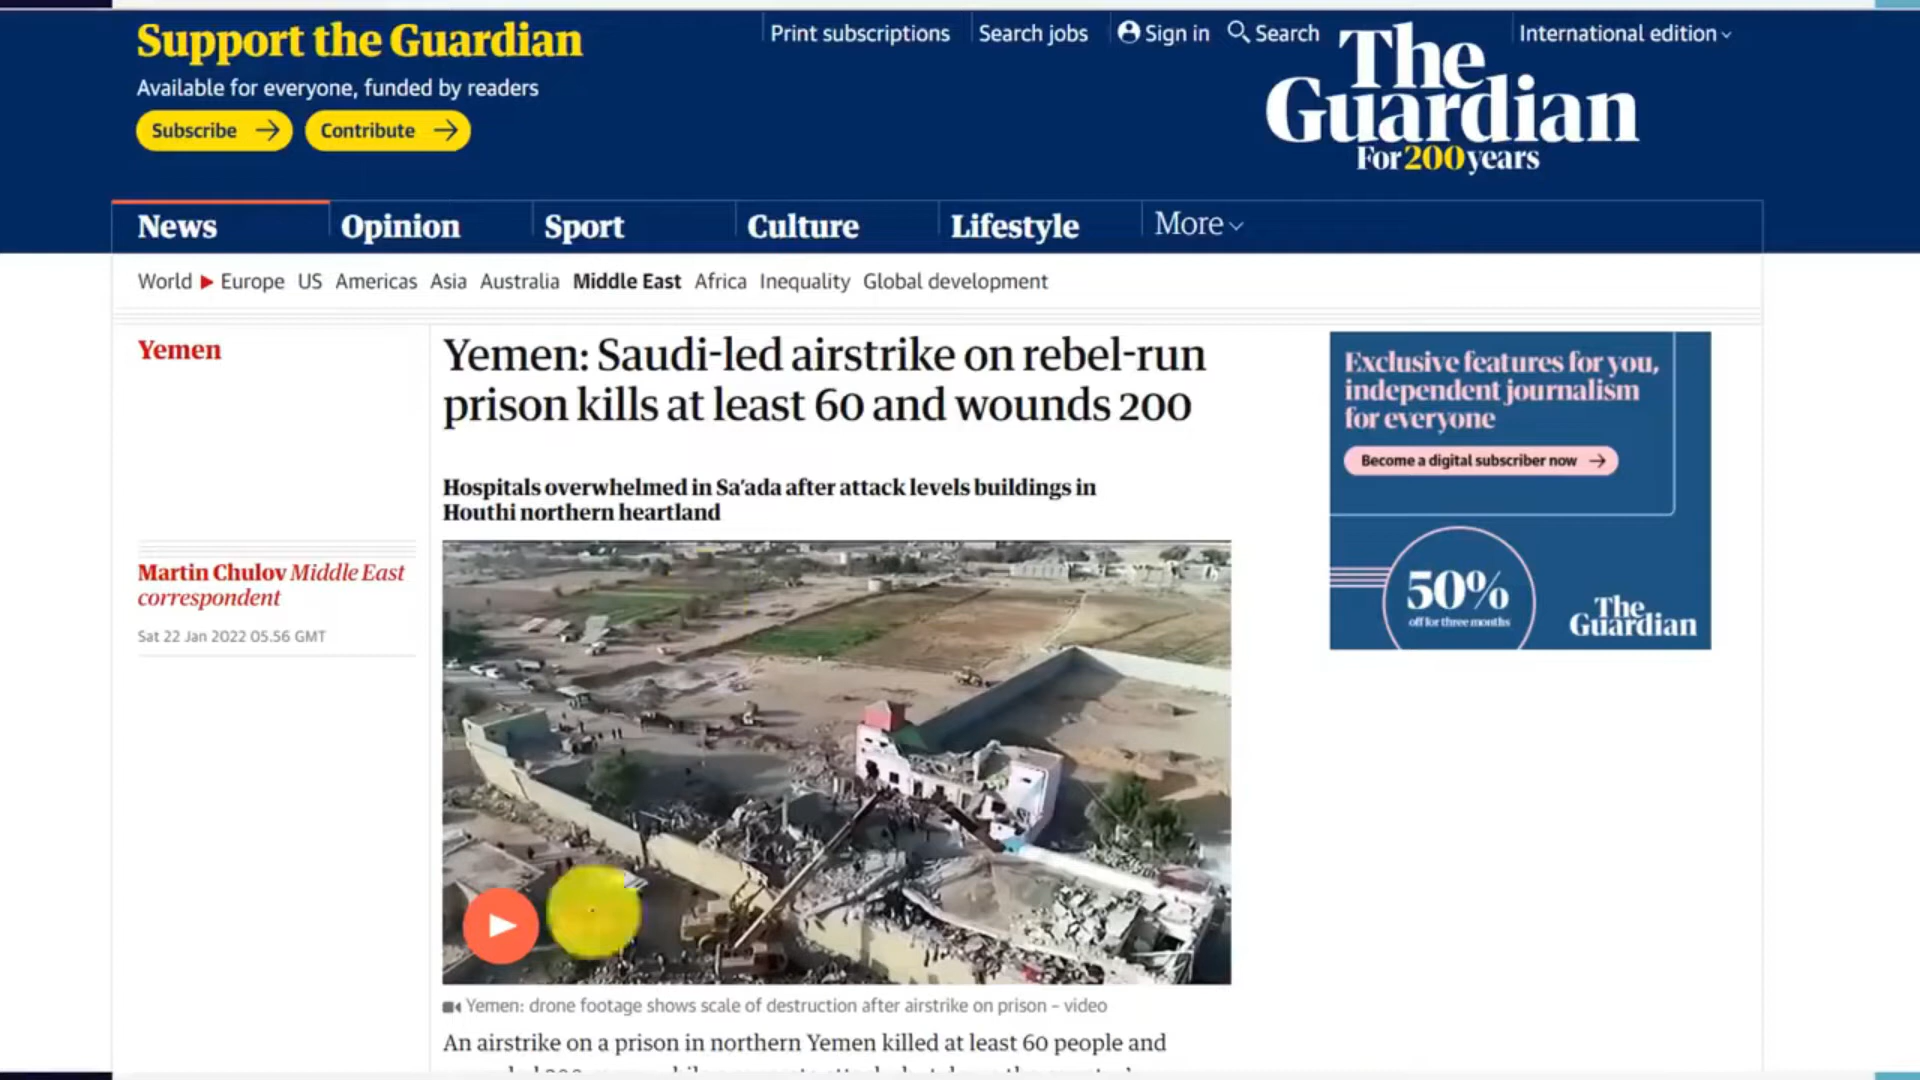 Support the Guardian
Available for everyone, funded by readers
Subscribe
Contribute
Print subscriptions
Search jobs
Sign in
Search
International edition
The
Guardian
For 200 years
News
Opinion
Sport
Culture
Lifestyle
More
World Europe US Americas Asia Australia Middle East Africa Inequality Global development
Yemen
Martin Chulov Middle East
correspondent
Sat 22 Jan 2022 05.56 GMT
Yemen: Saudi-led airstrike on rebel-run
prison kills at least 60 and wounds 200
Hospitals overwhelmed in Sa'ada after attack levels buildings in
Houthi northern heartland
Yemen: drone footage shows scale of destruction after airstrike on prison – video
An airstrike on a prison in northern Yemen killed at least 60 people and
Exclusive features for you,
independent journalism
for everyone
Become a digital subscriber now
50%
off for three months
The
Guardian